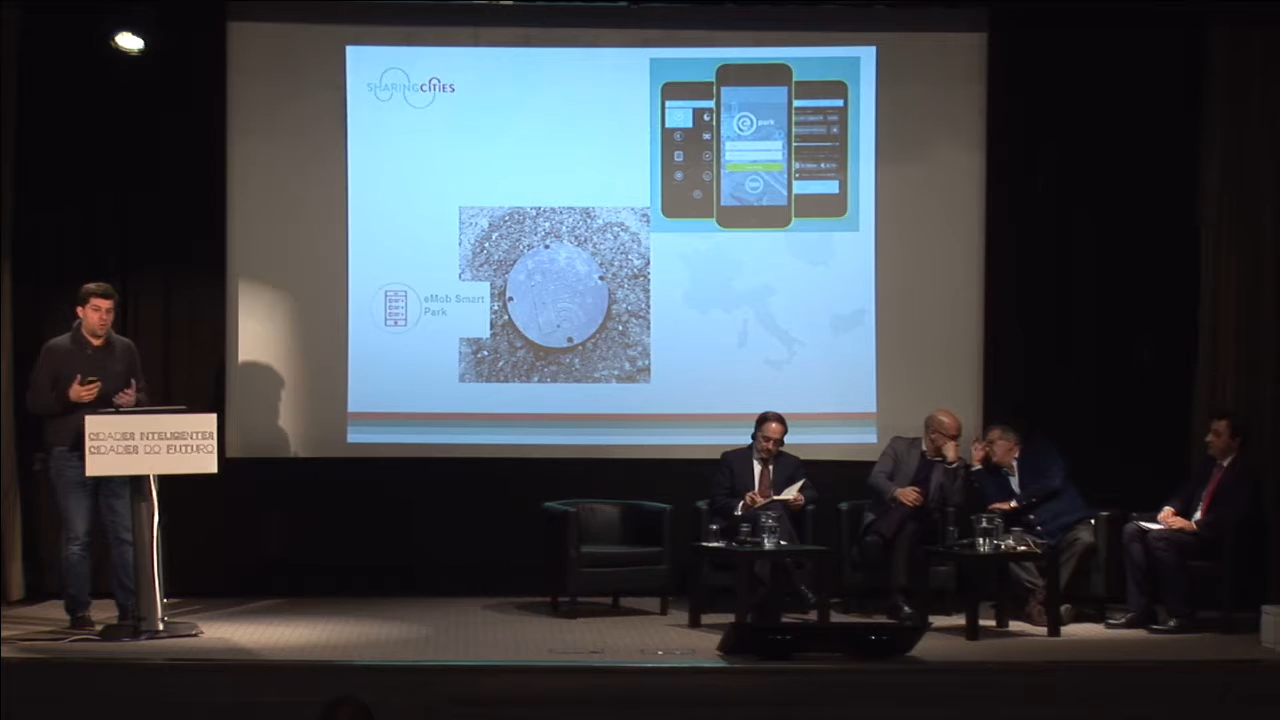 SHARINGCITIES
e park
eMob Smart
Park
CIDADES INTELIGENTES
CIDADES DO FUTURO